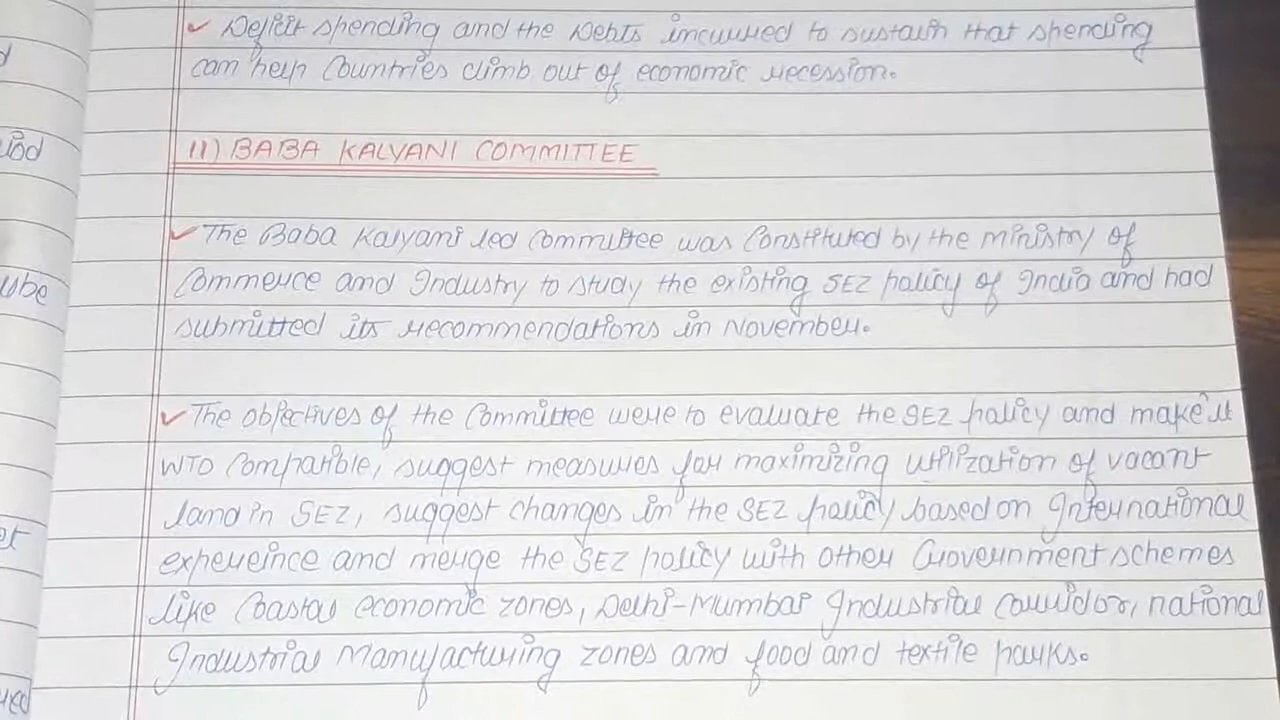 ✓ Deficit spending and the Debts incurred to sustain that spending
can help Countries climb out of economic recession.
11) BABA KALYANI COMMITTEE
✓ The Baba Kalyani led Committee was Constituted by the ministry of
Commerce and Industry to study the existing SEZ policy of India and had
submitted its recommendations in November.
✓ The objectives of the Committee were to evaluate the SEZ policy and make it
WTO Compatible, suggest measures for maximizing utilization of vacant
land in SEZ, suggest changes in the SEZ policy based on International
expereince and merge the SEZ policy with other Government schemes
like Coastal economic zones, Delhi-Mumbai Industrial Corridor, national
Industrial Manufacturing zones and food and textile parks.